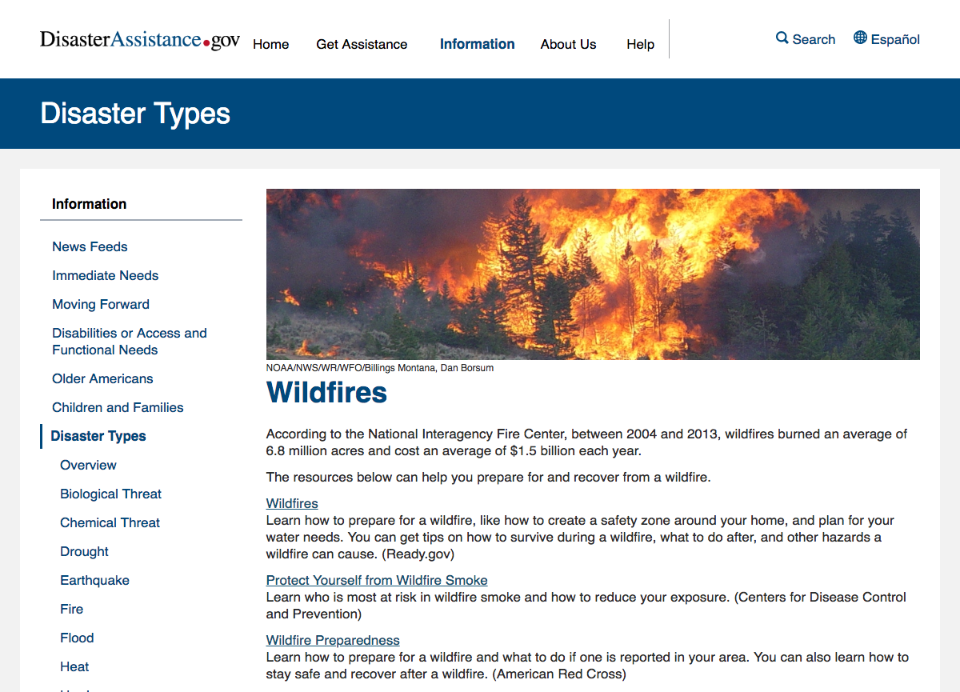 DisasterAssistance.gov
Home
Get Assistance
Information
About Us
Help
Search
Español
Disaster Types
Information
News Feeds
Immediate Needs
Moving Forward
Disabilities or Access and
Functional Needs
Older Americans
Children and Families
Disaster Types
Overview
Biological Threat
Chemical Threat
Drought
Earthquake
Fire
Flood
Heat
NOAA/NWS/WR/WFO/Billings Montana, Dan Borsum
Wildfires
According to the National Interagency Fire Center, between 2004 and 2013, wildfires burned an average of
6.8 million acres and cost an average of $1.5 billion each year.
The resources below can help you prepare for and recover from a wildfire.
Wildfires
Learn how to prepare for a wildfire, like how to create a safety zone around your home, and plan for your
water needs. You can get tips on how to survive during a wildfire, what to do after, and other hazards a
wildfire can cause. (Ready.gov)
Protect Yourself from Wildfire Smoke
Learn who is most at risk in wildfire smoke and how to reduce your exposure. (Centers for Disease Control
and Prevention)
Wildfire Preparedness
Learn how to prepare for a wildfire and what to do if one is reported in your area. You can also learn how to
stay safe and recover after a wildfire. (American Red Cross)